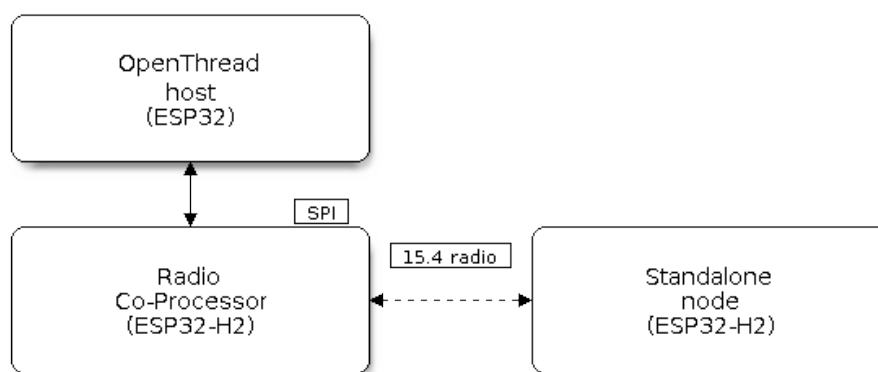 OpenThread
host
(ESP32)
SPI
Radio
Co-Processor
(ESP32-H2)
15.4 radio
Standalone
node
(ESP32-H2)